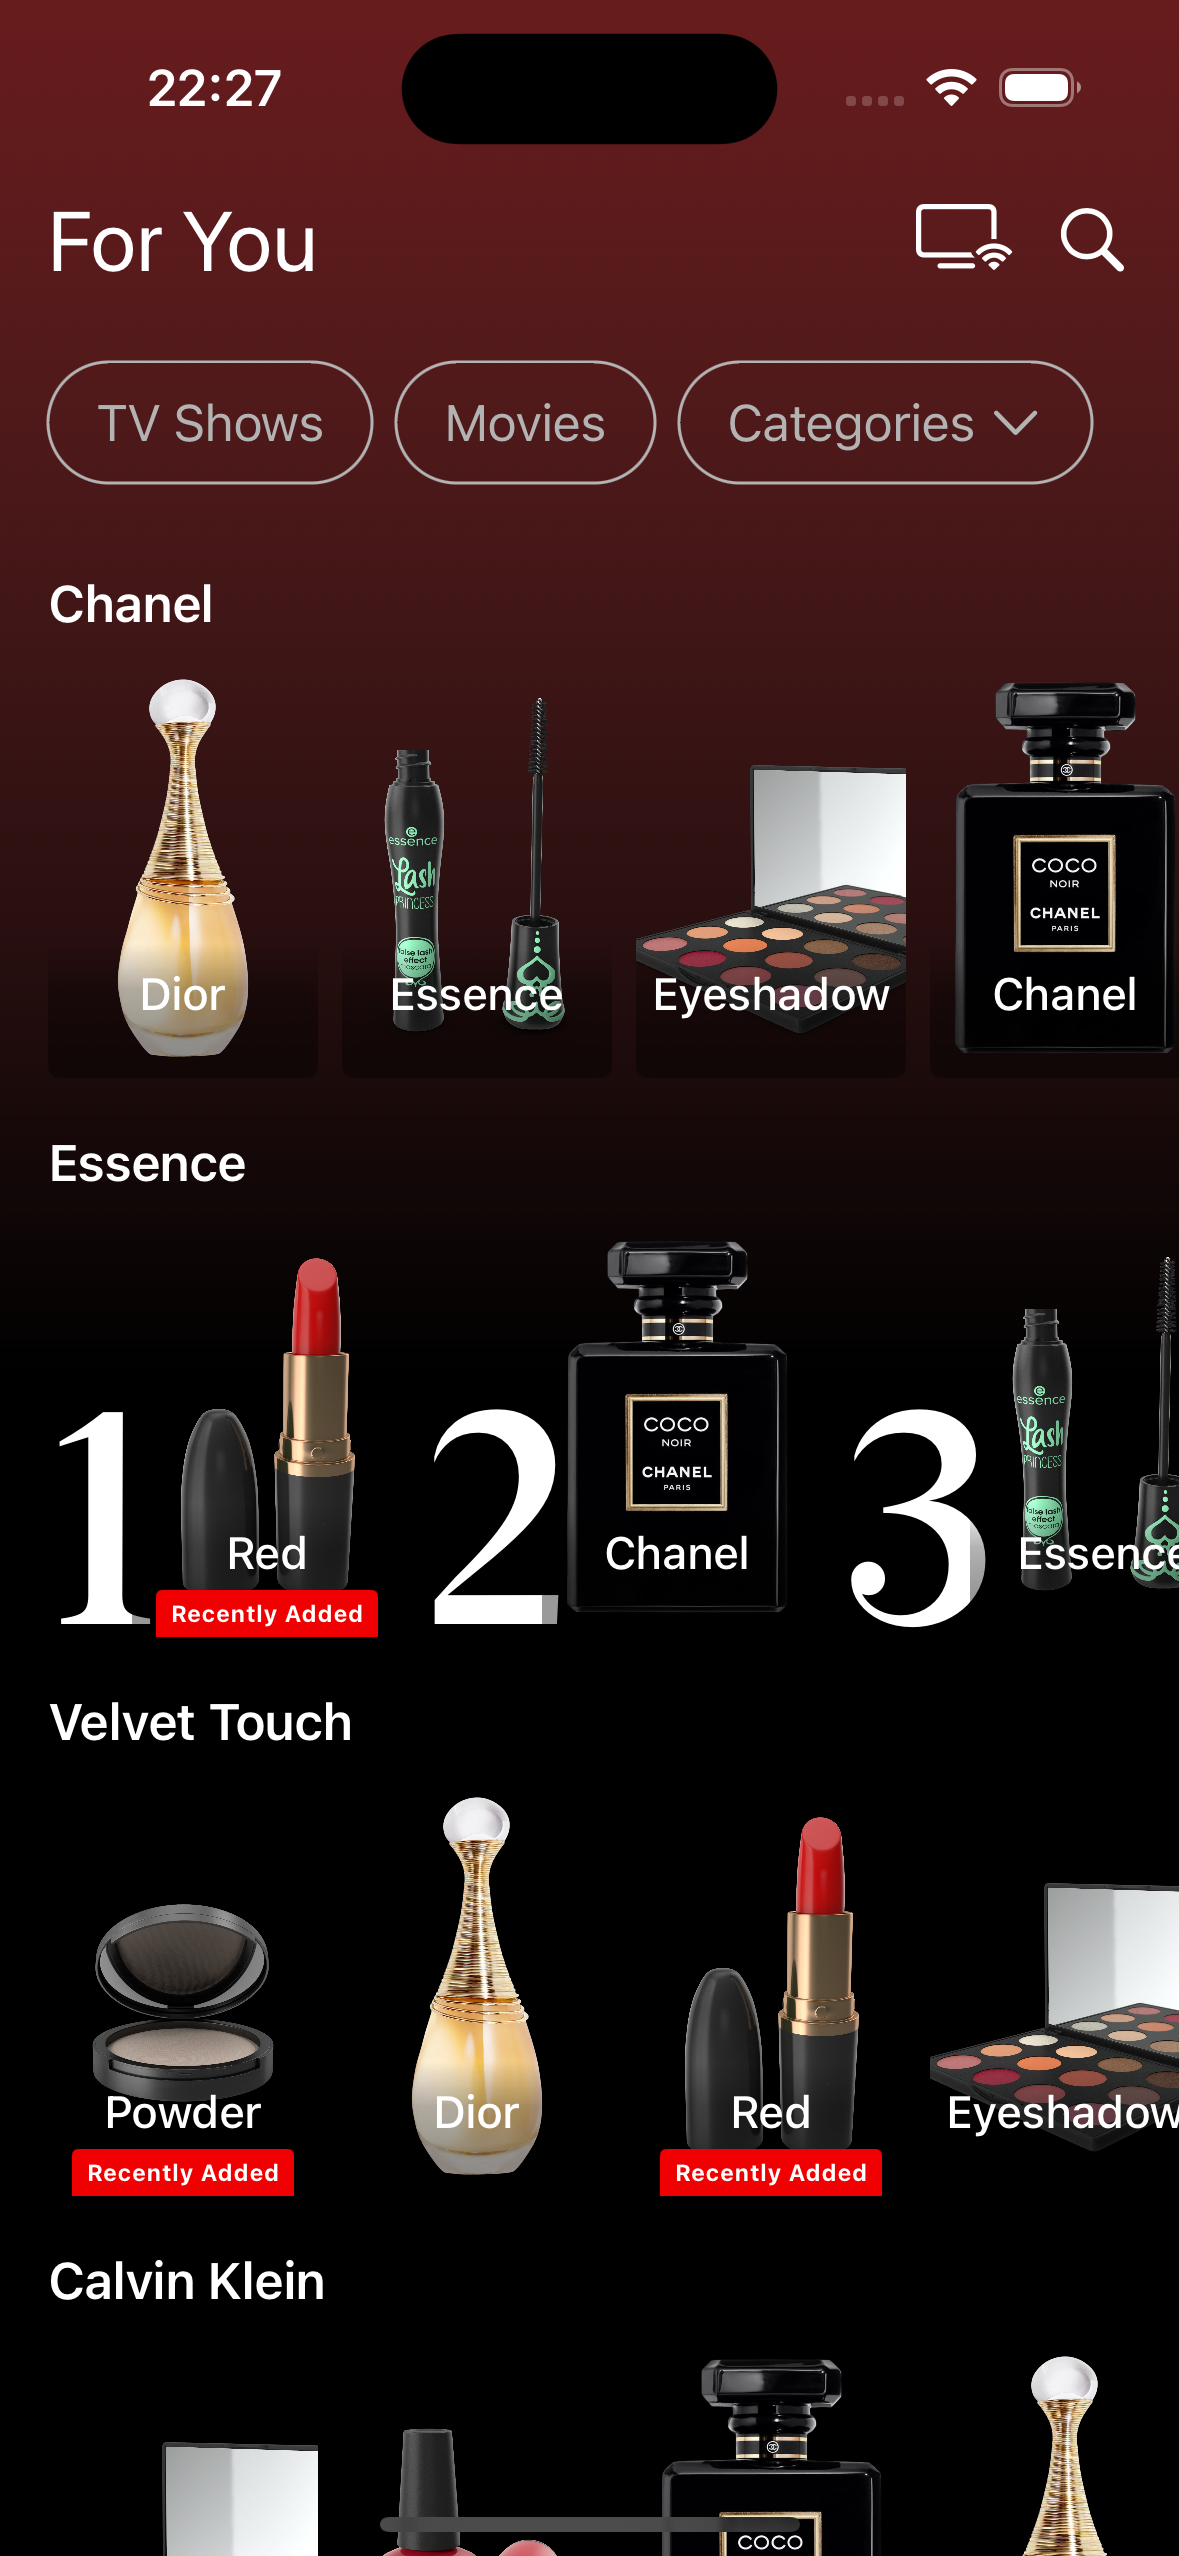 22:27
For You
TV Shows
Movies
Categories
Chanel
essence
Lash
PRINCESS
false lash
effect
mascara
COCO
NOIR
CHANEL
PARIS
Dior
Essence
Eyeshadow
Chanel
Essence
1
2
3
COCO
NOIR
CHANEL
PARIS
essence
Lash
PRINCESS
false lash
effect
mascara
Red
Chanel
Essence
Recently Added
Velvet Touch
Powder
Dior
Red
Eyeshadow
Recently Added
Recently Added
Calvin Klein
COCO